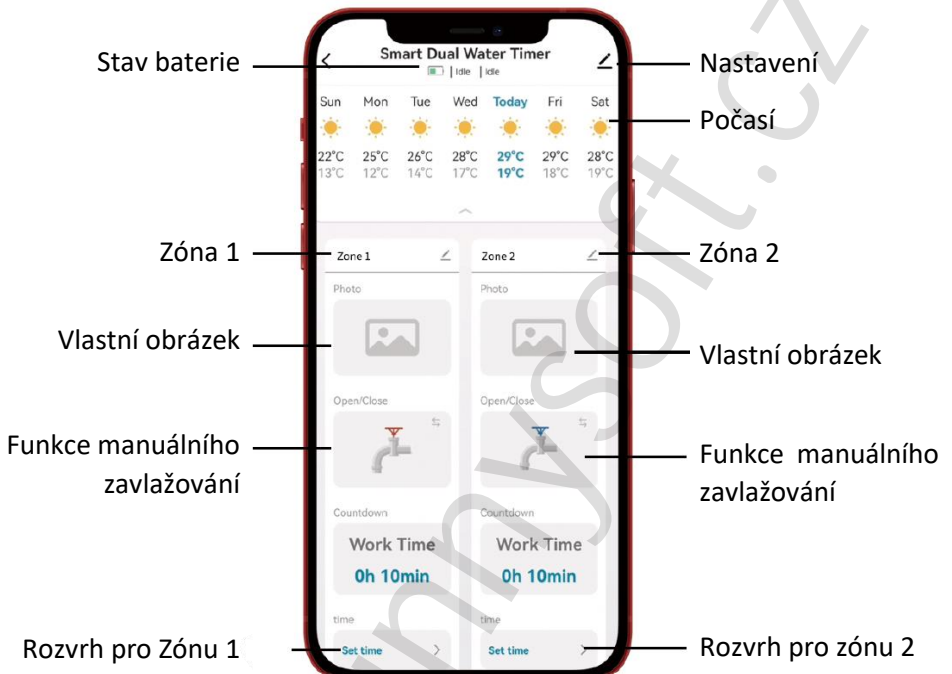 Smart Dual Water Timer
Stav baterie
Idle Idle
Nastavení
Sun Mon Tue Wed Today Fri Sat
Počasí
22°C 25°C 26°C 28°C 29°C 29°C 28°C
13°C 12°C 14°C 17°C 19°C 18°C 19°C
Zóna 1
Zone 1 Zone 2
Zóna 2
Photo Photo
Vlastní obrázek
Vlastní obrázek
Open/Close Open/Close
Funkce manuálního
zavlažování
Funkce manuálního
zavlažování
Countdown Countdown
Work Time Work Time
0h 10min 0h 10min
time time
Rozvrh pro Zónu 1
Set time Set time
Rozvrh pro zónu 2